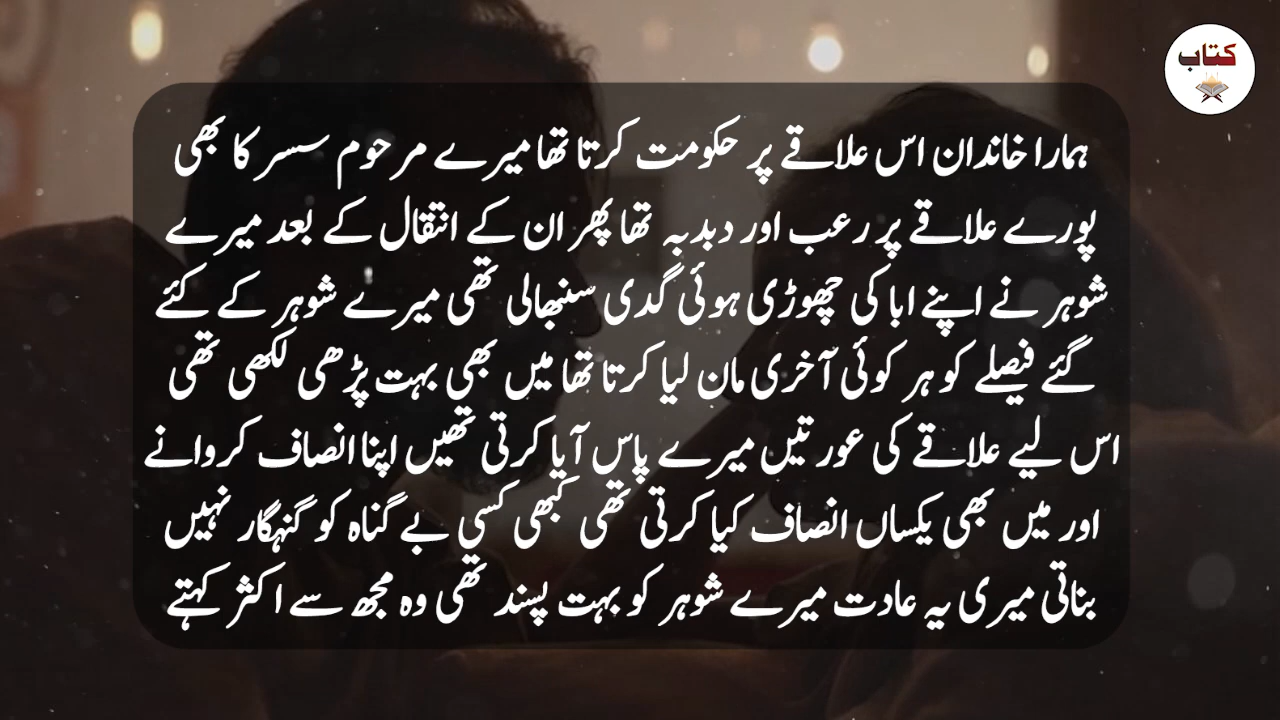 کتاب
ہمارا خاندان اس علاقے پر حکومت کرتا تھا میرے مرحوم سسر کا بھی
پورے علاقے پر رعب اور دبدبہ تھا پھر ان کے انتقال کے بعد میرے
شوہر نے اپنے ابا کی چھوڑی ہوئی گدی سنبھالی تھی میرے شوہر کے کئے
گئے فیصلے کو ہر کوئی آخری مان لیا کرتا تھا میں بھی بہت پڑھی لکھی تھی
اس لیے علاقے کی عورتیں میرے پاس آیا کرتی تھیں اپنا انصاف کروانے
اور میں بھی یکساں انصاف کیا کرتی تھی کبھی کسی بے گناہ کو گنہگار نہیں
بناتی میری یہ عادت میرے شوہر کو بہت پسند تھی وہ مجھ سے اکثر کہتے